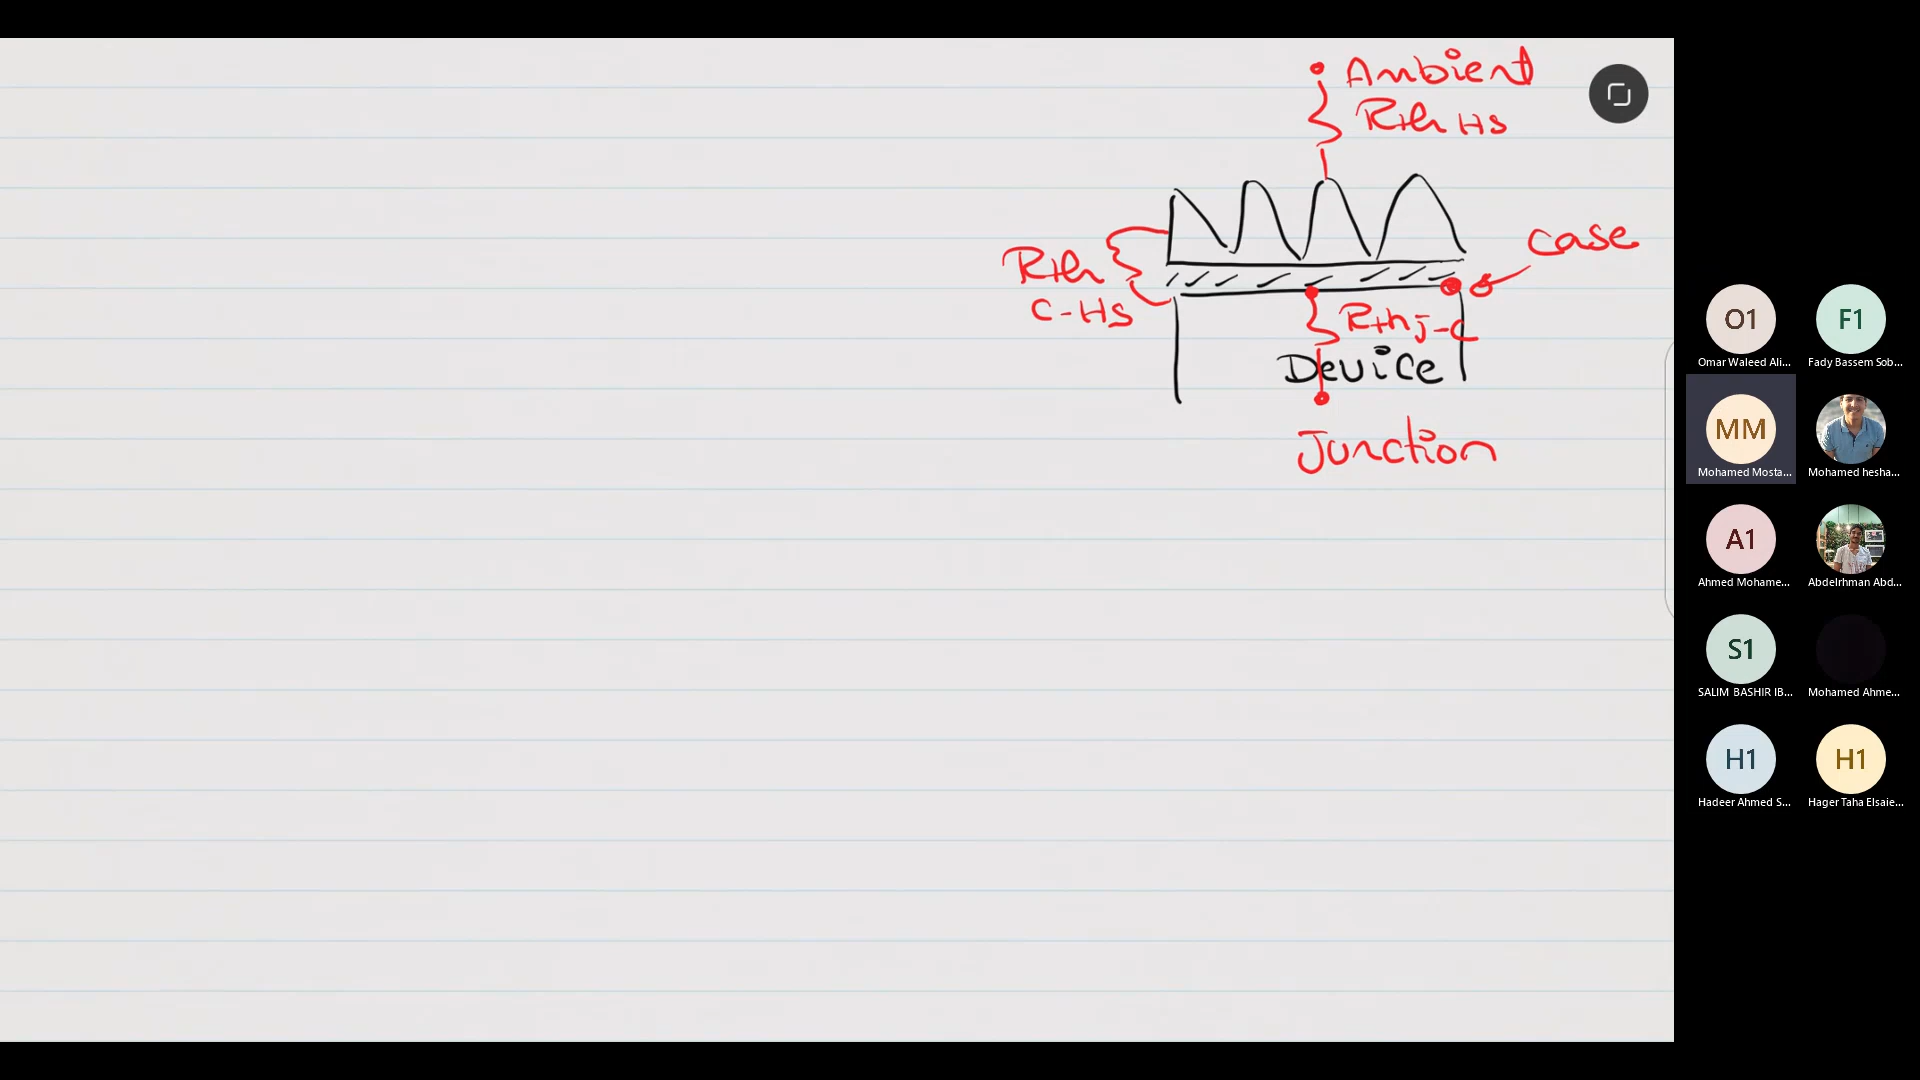 Ambient
Rth HS
case
Rth
C-HS
Rth j-c
Device
Junction
O1
F1
Omar Waleed Ali...
Fady Bassem Sob...
MM
Mohamed Mosta...
Mohamed hesha...
A1
Ahmed Mohame...
Abdelrhman Abd...
S1
SALIM BASHIR IB...
Mohamed Ahme...
H1
H1
Hadeer Ahmed S...
Hager Taha Elsaie...